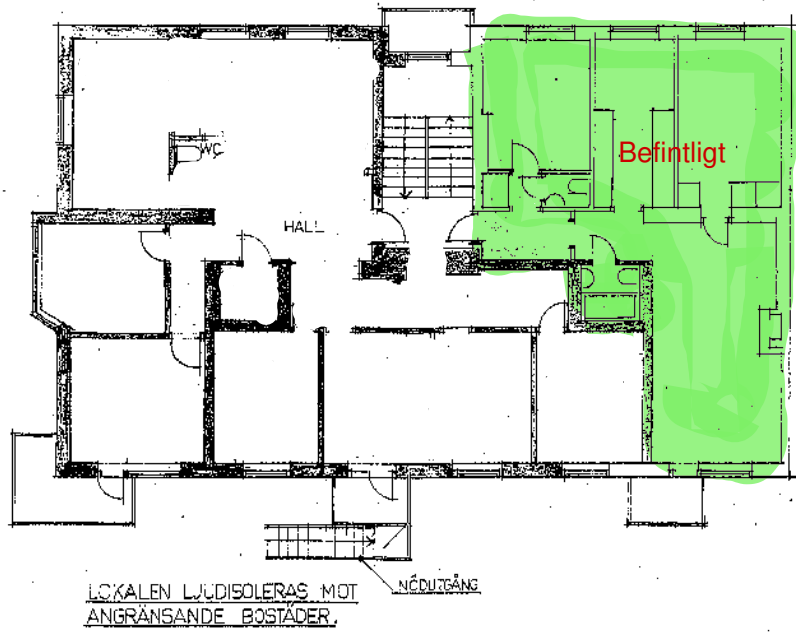 Befintligt
WC
HALL
NÖDUTGÅNG
LOKALEN LJUDISOLERAS MOT
ANGRÄNSANDE BOSTÄDER.